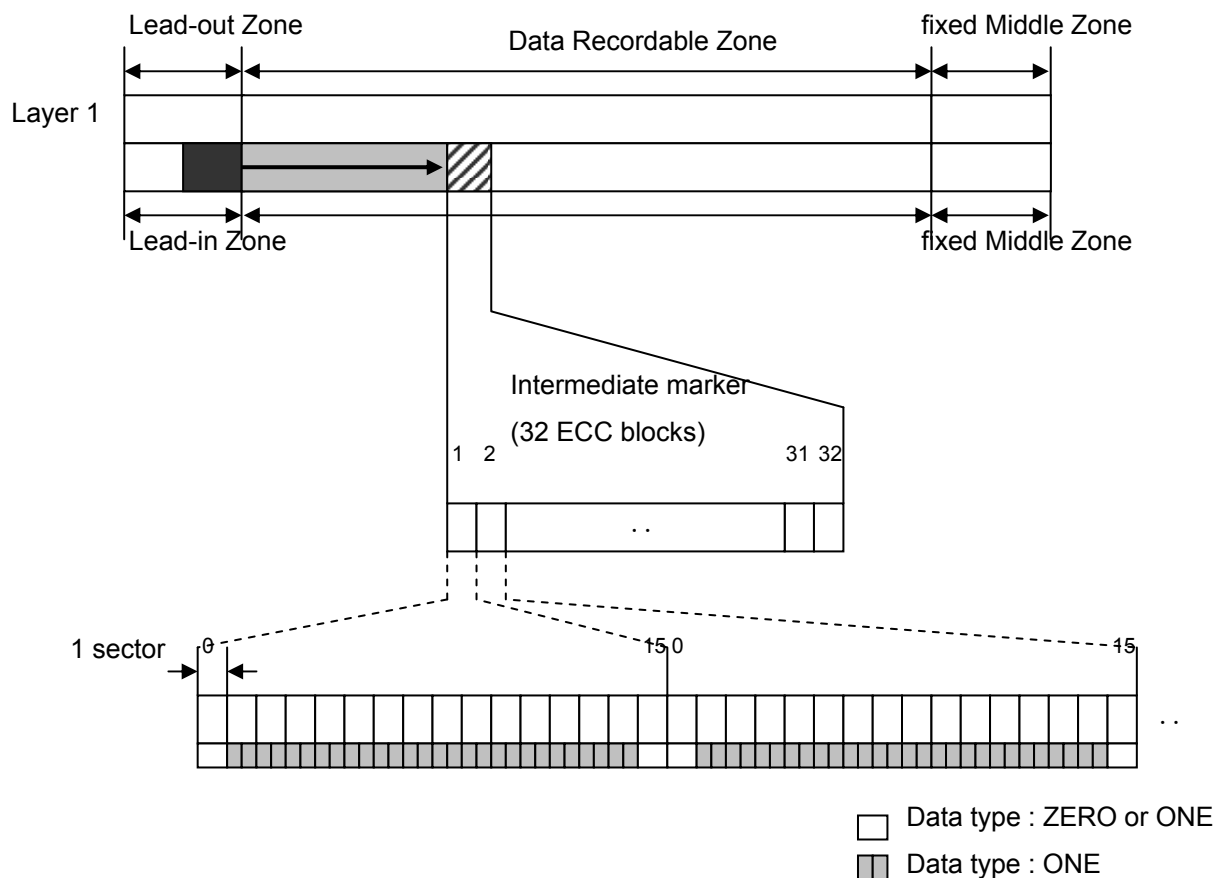 Lead-out Zone
Data Recordable Zone
fixed Middle Zone
Layer 1
Lead-in Zone
fixed Middle Zone
Intermediate marker
(32 ECC blocks)
1 2 31 32
. .
1 sector
0 15 0 15
. .
Data type : ZERO or ONE
Data type : ONE